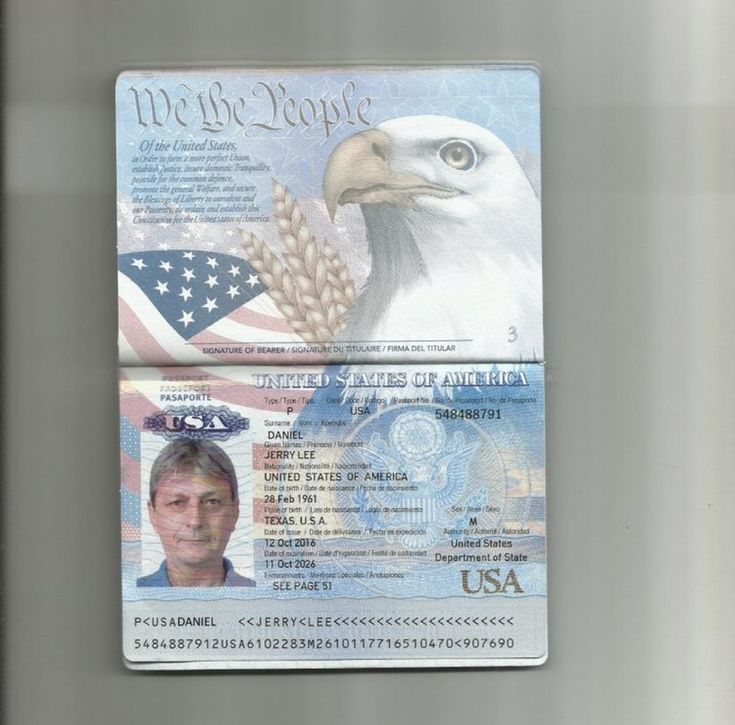 We the People
Of the United States,
in Order to form a more perfect Union,
establish Justice, insure domestic Tranquility,
provide for the common defence,
promote the general Welfare, and secure
the Blessings of Liberty to ourselves and
our Posterity, do ordain and establish this
Constitution for the United States of America.
3
SIGNATURE OF BEARER / SIGNATURE DU TITULAIRE / FIRMA DEL TITULAR
PASSPORT
PASSEPORT
PASAPORTE
USA
UNITED STATES OF AMERICA
Type / Type / Tipo Code / Code / Código Passport No. / No. du Passeport / No. de Pasaporte
P USA 548488791
Surname / Nom / Apellidos
DANIEL
Given Names / Prénoms / Nombres
JERRY LEE
Nationality / Nationalité / Nacionalidad
UNITED STATES OF AMERICA
Date of birth / Date de naissance / Fecha de nacimiento
28 Feb 1961
Place of birth / Lieu de naissance / Lugar de nacimiento Sex / Sexe / Sexo
TEXAS, U.S.A. M
Date of issue / Date de délivrance / Fecha de expedición Authority / Autorité / Autoridad
12 Oct 2016 United States
Date of expiration / Date d'expiration / Fecha de caducidad Department of State
11 Oct 2026
Endorsements / Mentions Spéciales / Anotaciones
SEE PAGE 51 USA
P<USADANIEL <<JERRY<LEE<<<<<<<<<<<<<<<<<<<<<<<
5484887912USA6102283M2610117716510470<907690